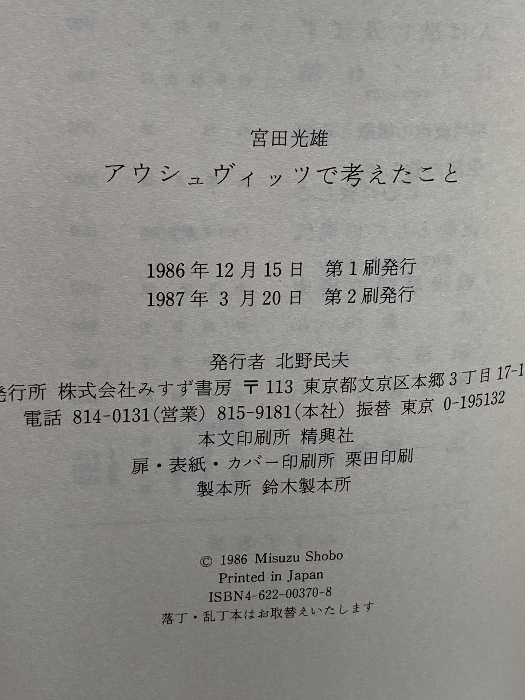 宮田光雄
アウシュヴィッツで考えたこと
1986年12月15日 第1刷発行
1987年 3月20日 第2刷発行
発行者 北野民夫
発行所 株式会社みすず書房 〒113 東京都文京区本郷3丁目17-1
電話 814-0131(営業) 815-9181(本社) 振替 東京 0-195132
本文印刷所 精興社
扉・表紙・カバー印刷所 栗田印刷
製本所 鈴木製本所
© 1986 Misuzu Shobo
Printed in Japan
ISBN4-622-00370-8
落丁・乱丁本はお取替えいたします